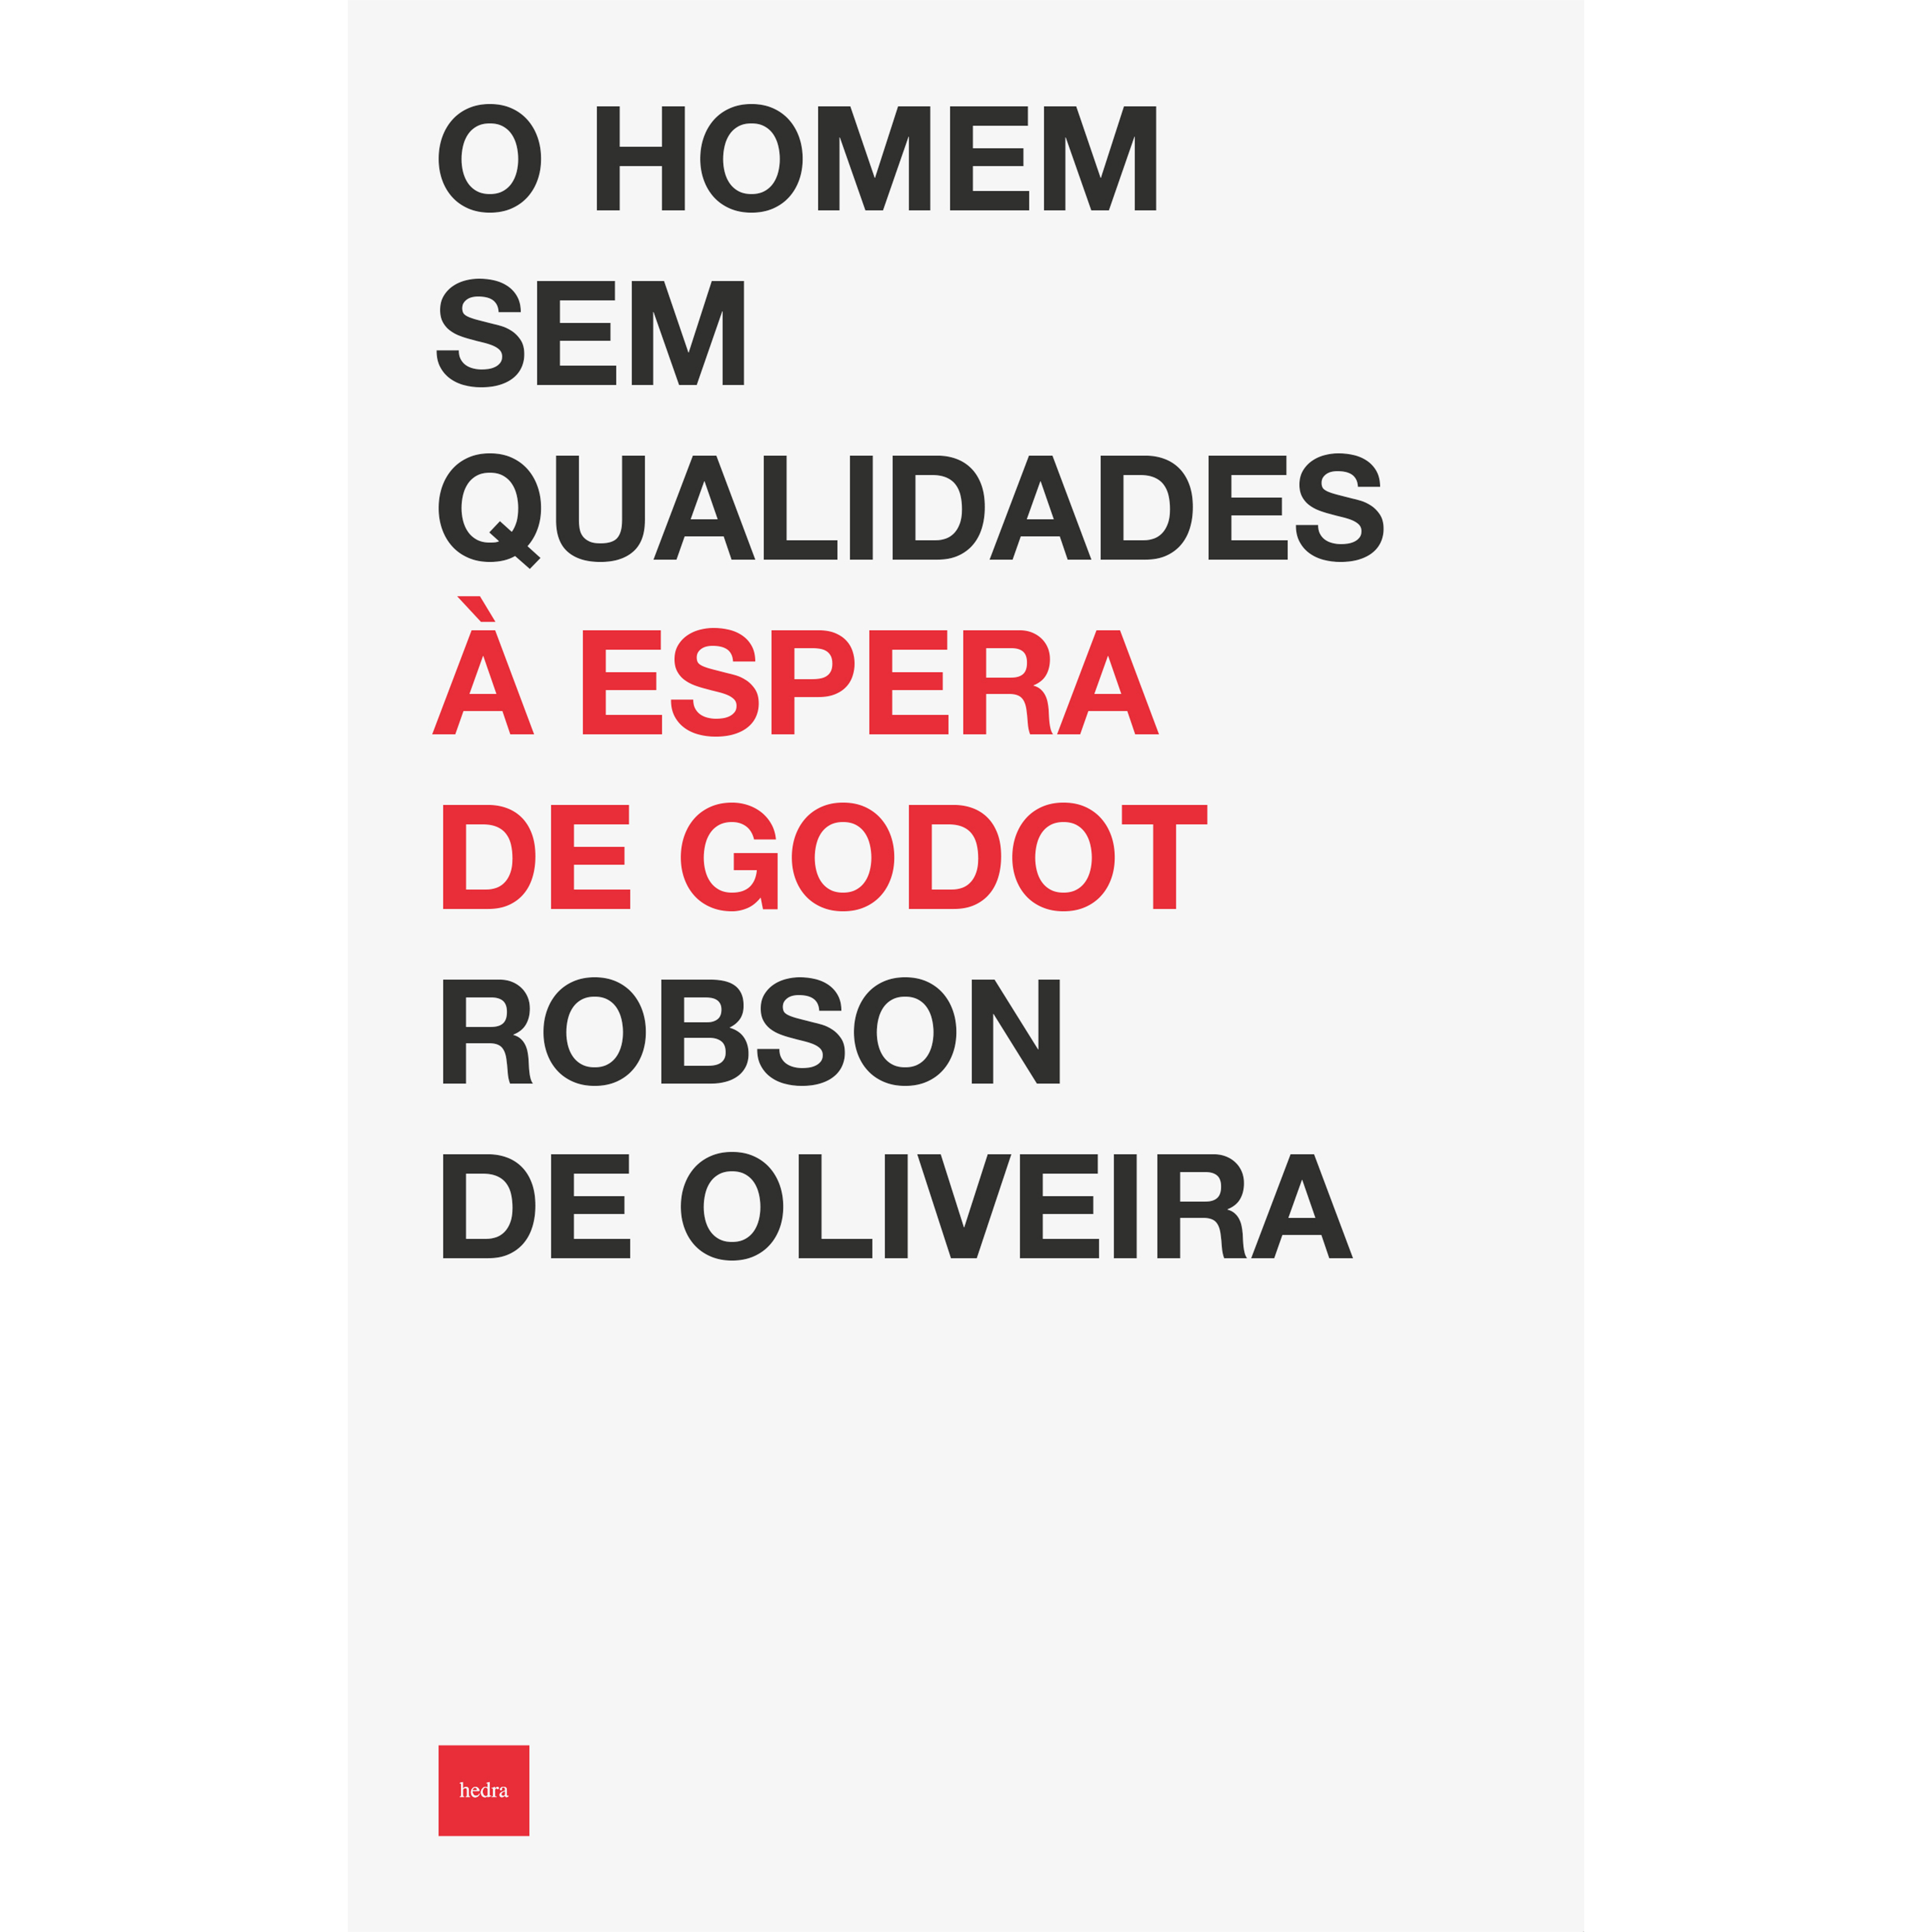 O HOMEM
SEM
QUALIDADES
À ESPERA
DE GODOT
ROBSON
DE OLIVEIRA
hedra